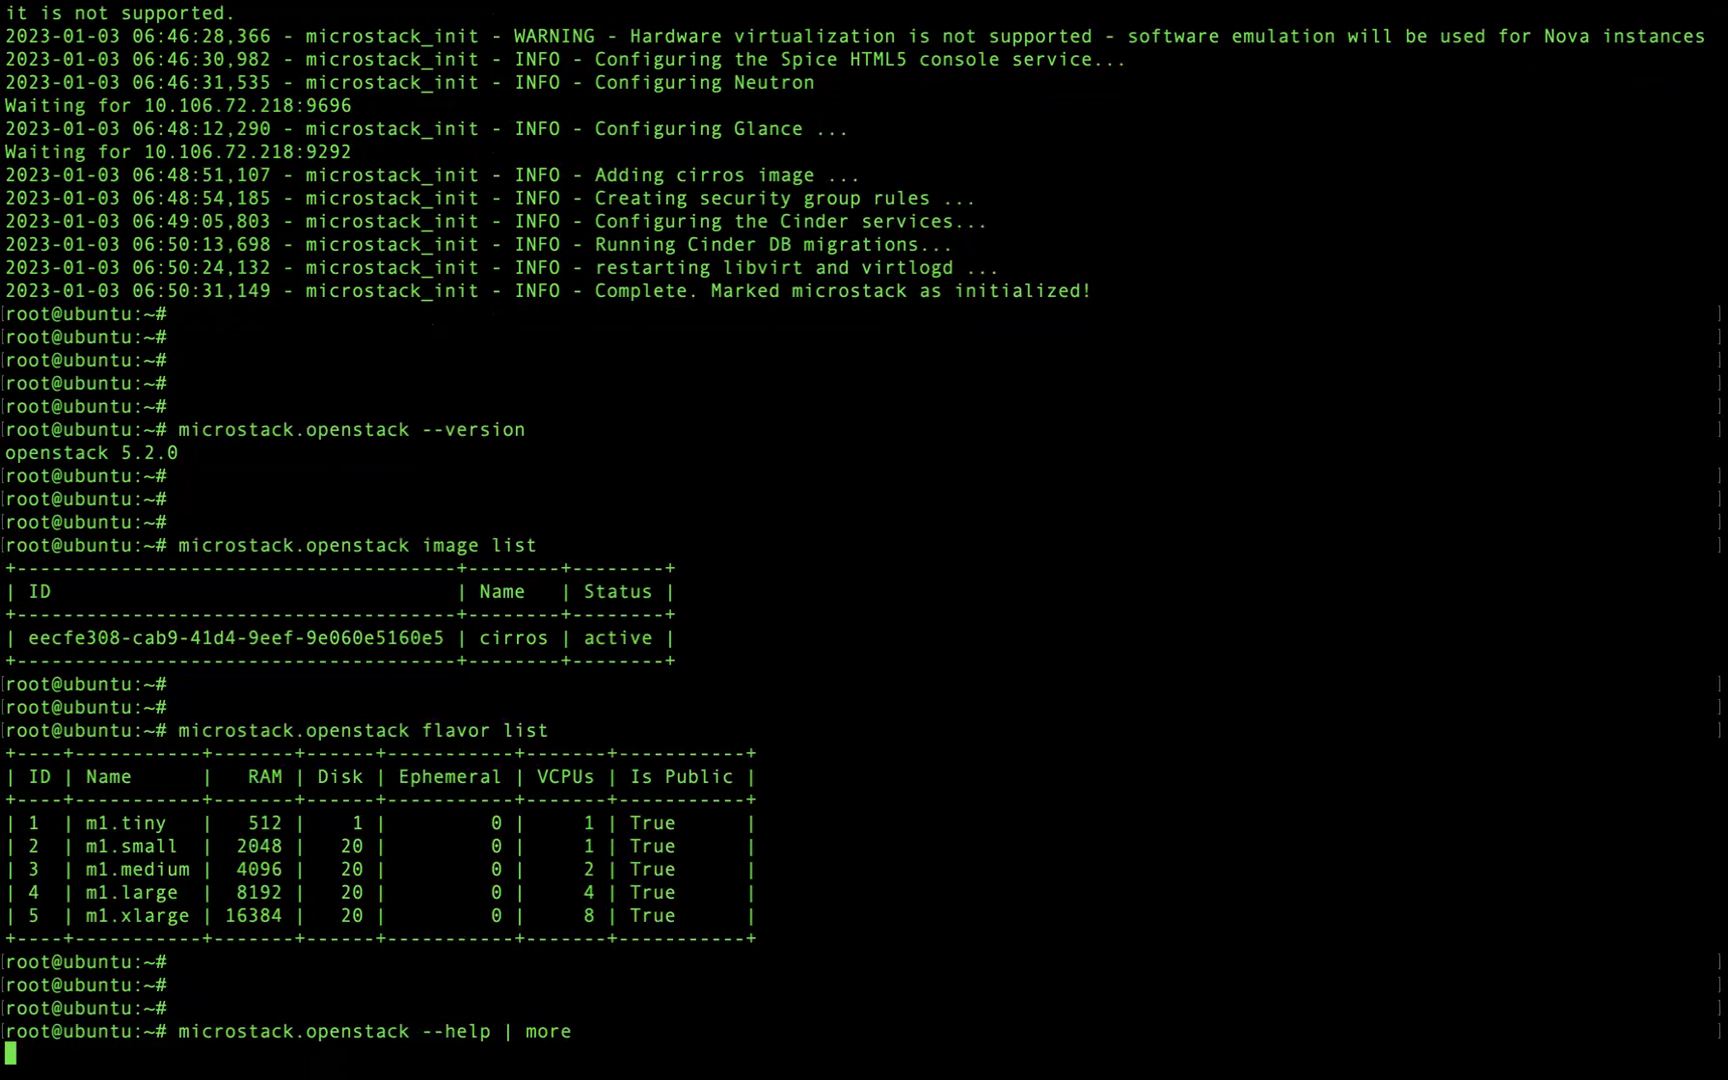 it is not supported.
2023-01-03 06:46:28,366 - microstack_init - WARNING - Hardware virtualization is not supported - software emulation will be used for Nova instances
2023-01-03 06:46:30,982 - microstack_init - INFO - Configuring the Spice HTML5 console service...
2023-01-03 06:46:31,535 - microstack_init - INFO - Configuring Neutron
Waiting for 10.106.72.218:9696
2023-01-03 06:48:12,290 - microstack_init - INFO - Configuring Glance ...
Waiting for 10.106.72.218:9292
2023-01-03 06:48:51,107 - microstack_init - INFO - Adding cirros image ...
2023-01-03 06:48:54,185 - microstack_init - INFO - Creating security group rules ...
2023-01-03 06:49:05,803 - microstack_init - INFO - Configuring the Cinder services...
2023-01-03 06:50:13,698 - microstack_init - INFO - Running Cinder DB migrations...
2023-01-03 06:50:24,132 - microstack_init - INFO - restarting libvirt and virtlogd ...
2023-01-03 06:50:31,149 - microstack_init - INFO - Complete. Marked microstack as initialized!
[root@ubuntu:~# ]
[root@ubuntu:~# ]
[root@ubuntu:~# ]
[root@ubuntu:~# ]
[root@ubuntu:~# ]
[root@ubuntu:~# microstack.openstack --version ]
openstack 5.2.0
[root@ubuntu:~# ]
[root@ubuntu:~# ]
[root@ubuntu:~# ]
[root@ubuntu:~# microstack.openstack image list ]
+--------------------------------------+--------+--------+
| ID                                   | Name   | Status |
+--------------------------------------+--------+--------+
| eecfe308-cab9-41d4-9eef-9e060e5160e5 | cirros | active |
+--------------------------------------+--------+--------+
[root@ubuntu:~# ]
[root@ubuntu:~# ]
[root@ubuntu:~# microstack.openstack flavor list ]
+----+-----------+-------+------+-----------+-------+-----------+
| ID | Name      |   RAM | Disk | Ephemeral | VCPUs | Is Public |
+----+-----------+-------+------+-----------+-------+-----------+
| 1  | m1.tiny   |   512 |    1 |         0 |     1 | True      |
| 2  | m1.small  |  2048 |   20 |         0 |     1 | True      |
| 3  | m1.medium |  4096 |   20 |         0 |     2 | True      |
| 4  | m1.large  |  8192 |   20 |         0 |     4 | True      |
| 5  | m1.xlarge | 16384 |   20 |         0 |     8 | True      |
+----+-----------+-------+------+-----------+-------+-----------+
[root@ubuntu:~# ]
[root@ubuntu:~# ]
[root@ubuntu:~# ]
[root@ubuntu:~# microstack.openstack --help | more ]